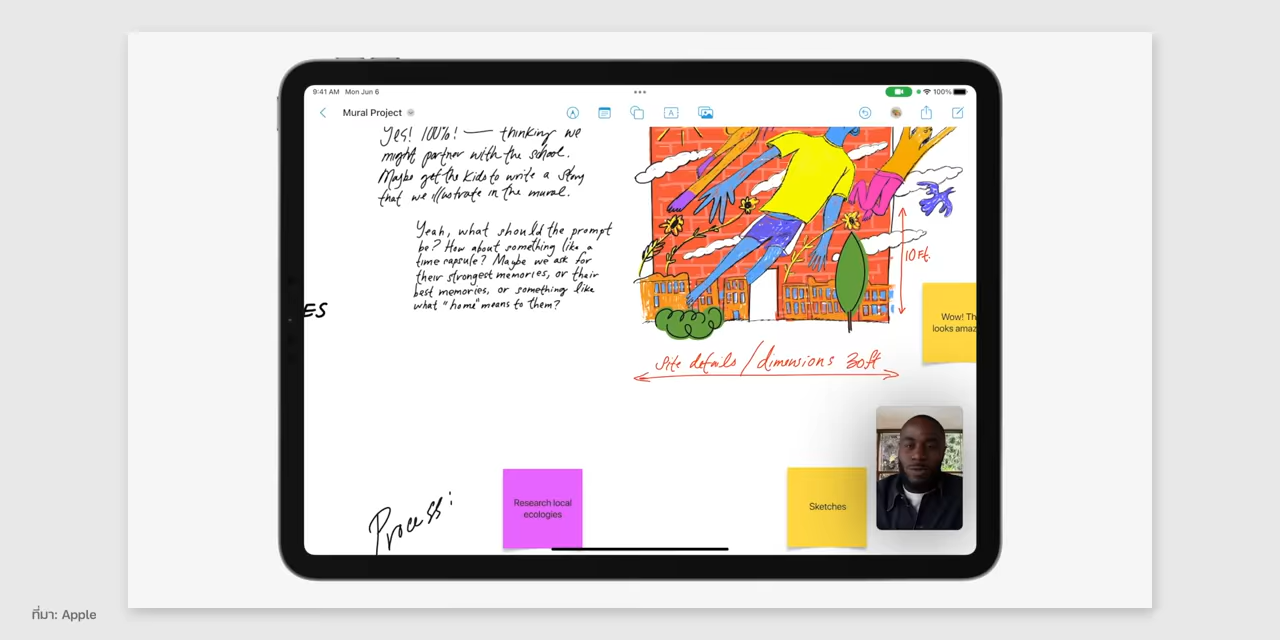 9:41 AM Mon Jun 6
100%
Mural Project
Yes! 100%! — thinking we
might partner with the school.
Maybe get the kids to write a story
that we illustrate in the mural.
Yeah, what should the prompt
be? How about something like a
time capsule? Maybe we ask for
their strongest memories, or their
best memories, or something like
what "home" means to them?
ES
10 Ft.
Site details / dimensions 30ft
Wow! Th
looks amaz
Research local
ecologies
Sketches
Process:
ที่มา: Apple